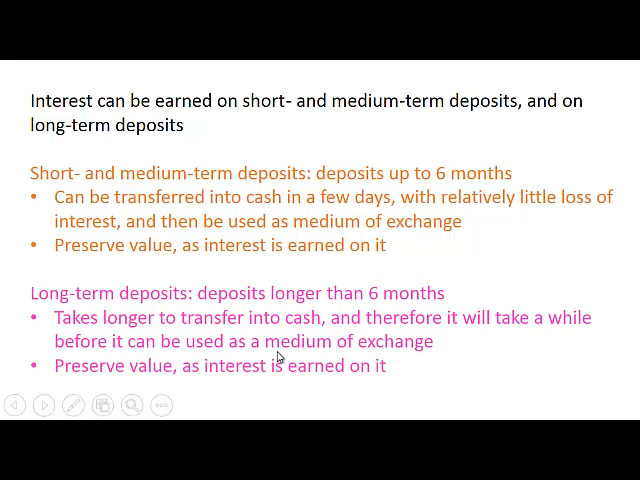 Interest can be earned on short- and medium-term deposits, and on
long-term deposits
Short- and medium-term deposits: deposits up to 6 months
• Can be transferred into cash in a few days, with relatively little loss of
interest, and then be used as medium of exchange
• Preserve value, as interest is earned on it
Long-term deposits: deposits longer than 6 months
• Takes longer to transfer into cash, and therefore it will take a while
before it can be used as a medium of exchange
• Preserve value, as interest is earned on it